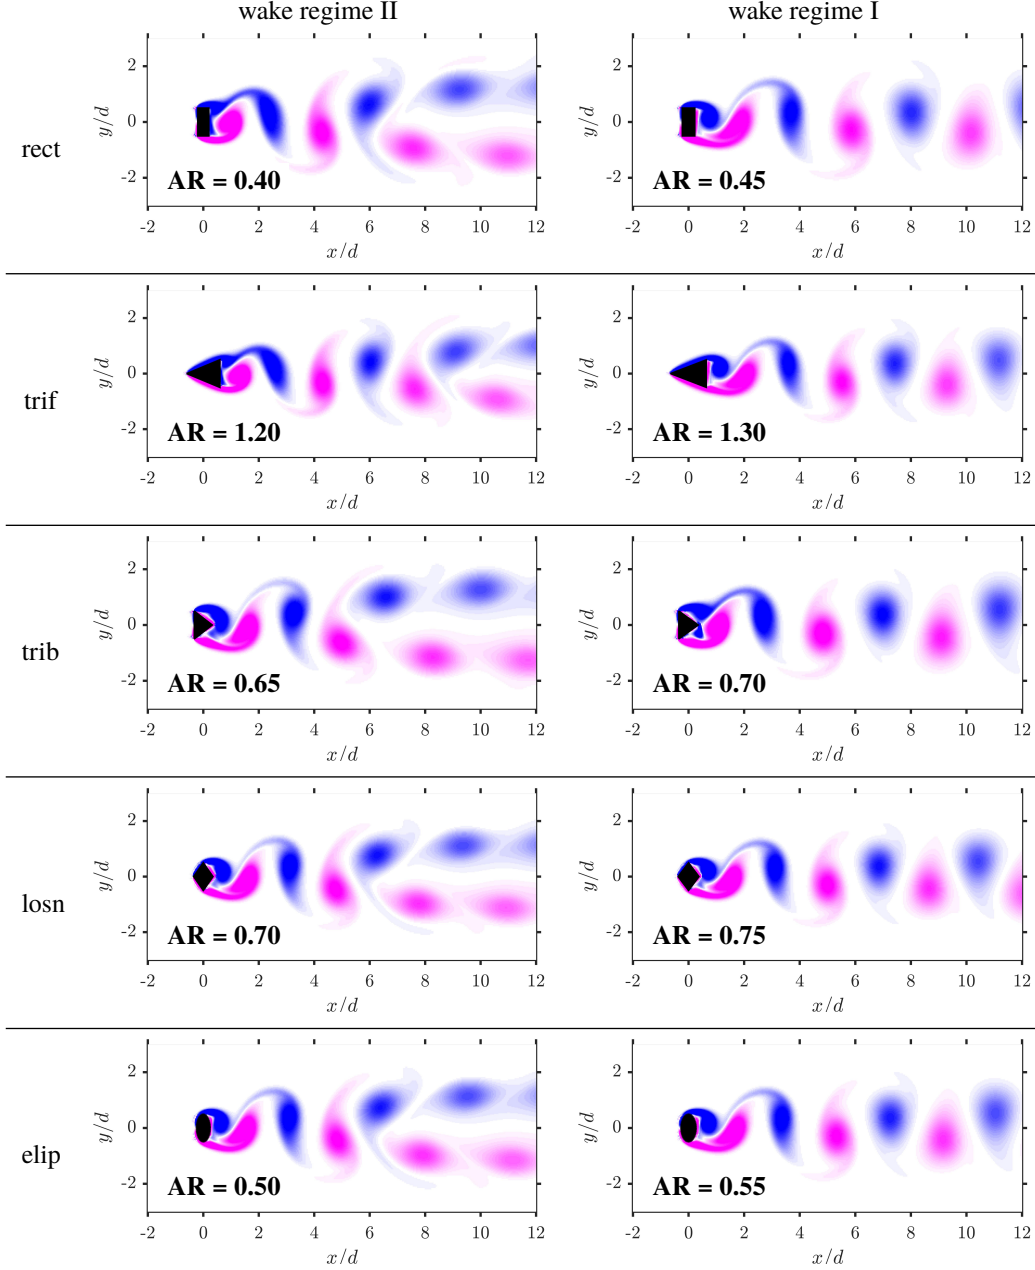 wake regime II wake regime I
rect
y/d
2
0
-2
AR = 0.40
-2 0 2 4 6 8 10 12
x/d
y/d
2
0
-2
AR = 0.45
-2 0 2 4 6 8 10 12
x/d
trif
y/d
2
0
-2
AR = 1.20
-2 0 2 4 6 8 10 12
x/d
y/d
2
0
-2
AR = 1.30
-2 0 2 4 6 8 10 12
x/d
trib
y/d
2
0
-2
AR = 0.65
-2 0 2 4 6 8 10 12
x/d
y/d
2
0
-2
AR = 0.70
-2 0 2 4 6 8 10 12
x/d
losn
y/d
2
0
-2
AR = 0.70
-2 0 2 4 6 8 10 12
x/d
y/d
2
0
-2
AR = 0.75
-2 0 2 4 6 8 10 12
x/d
elip
y/d
2
0
-2
AR = 0.50
-2 0 2 4 6 8 10 12
x/d
y/d
2
0
-2
AR = 0.55
-2 0 2 4 6 8 10 12
x/d